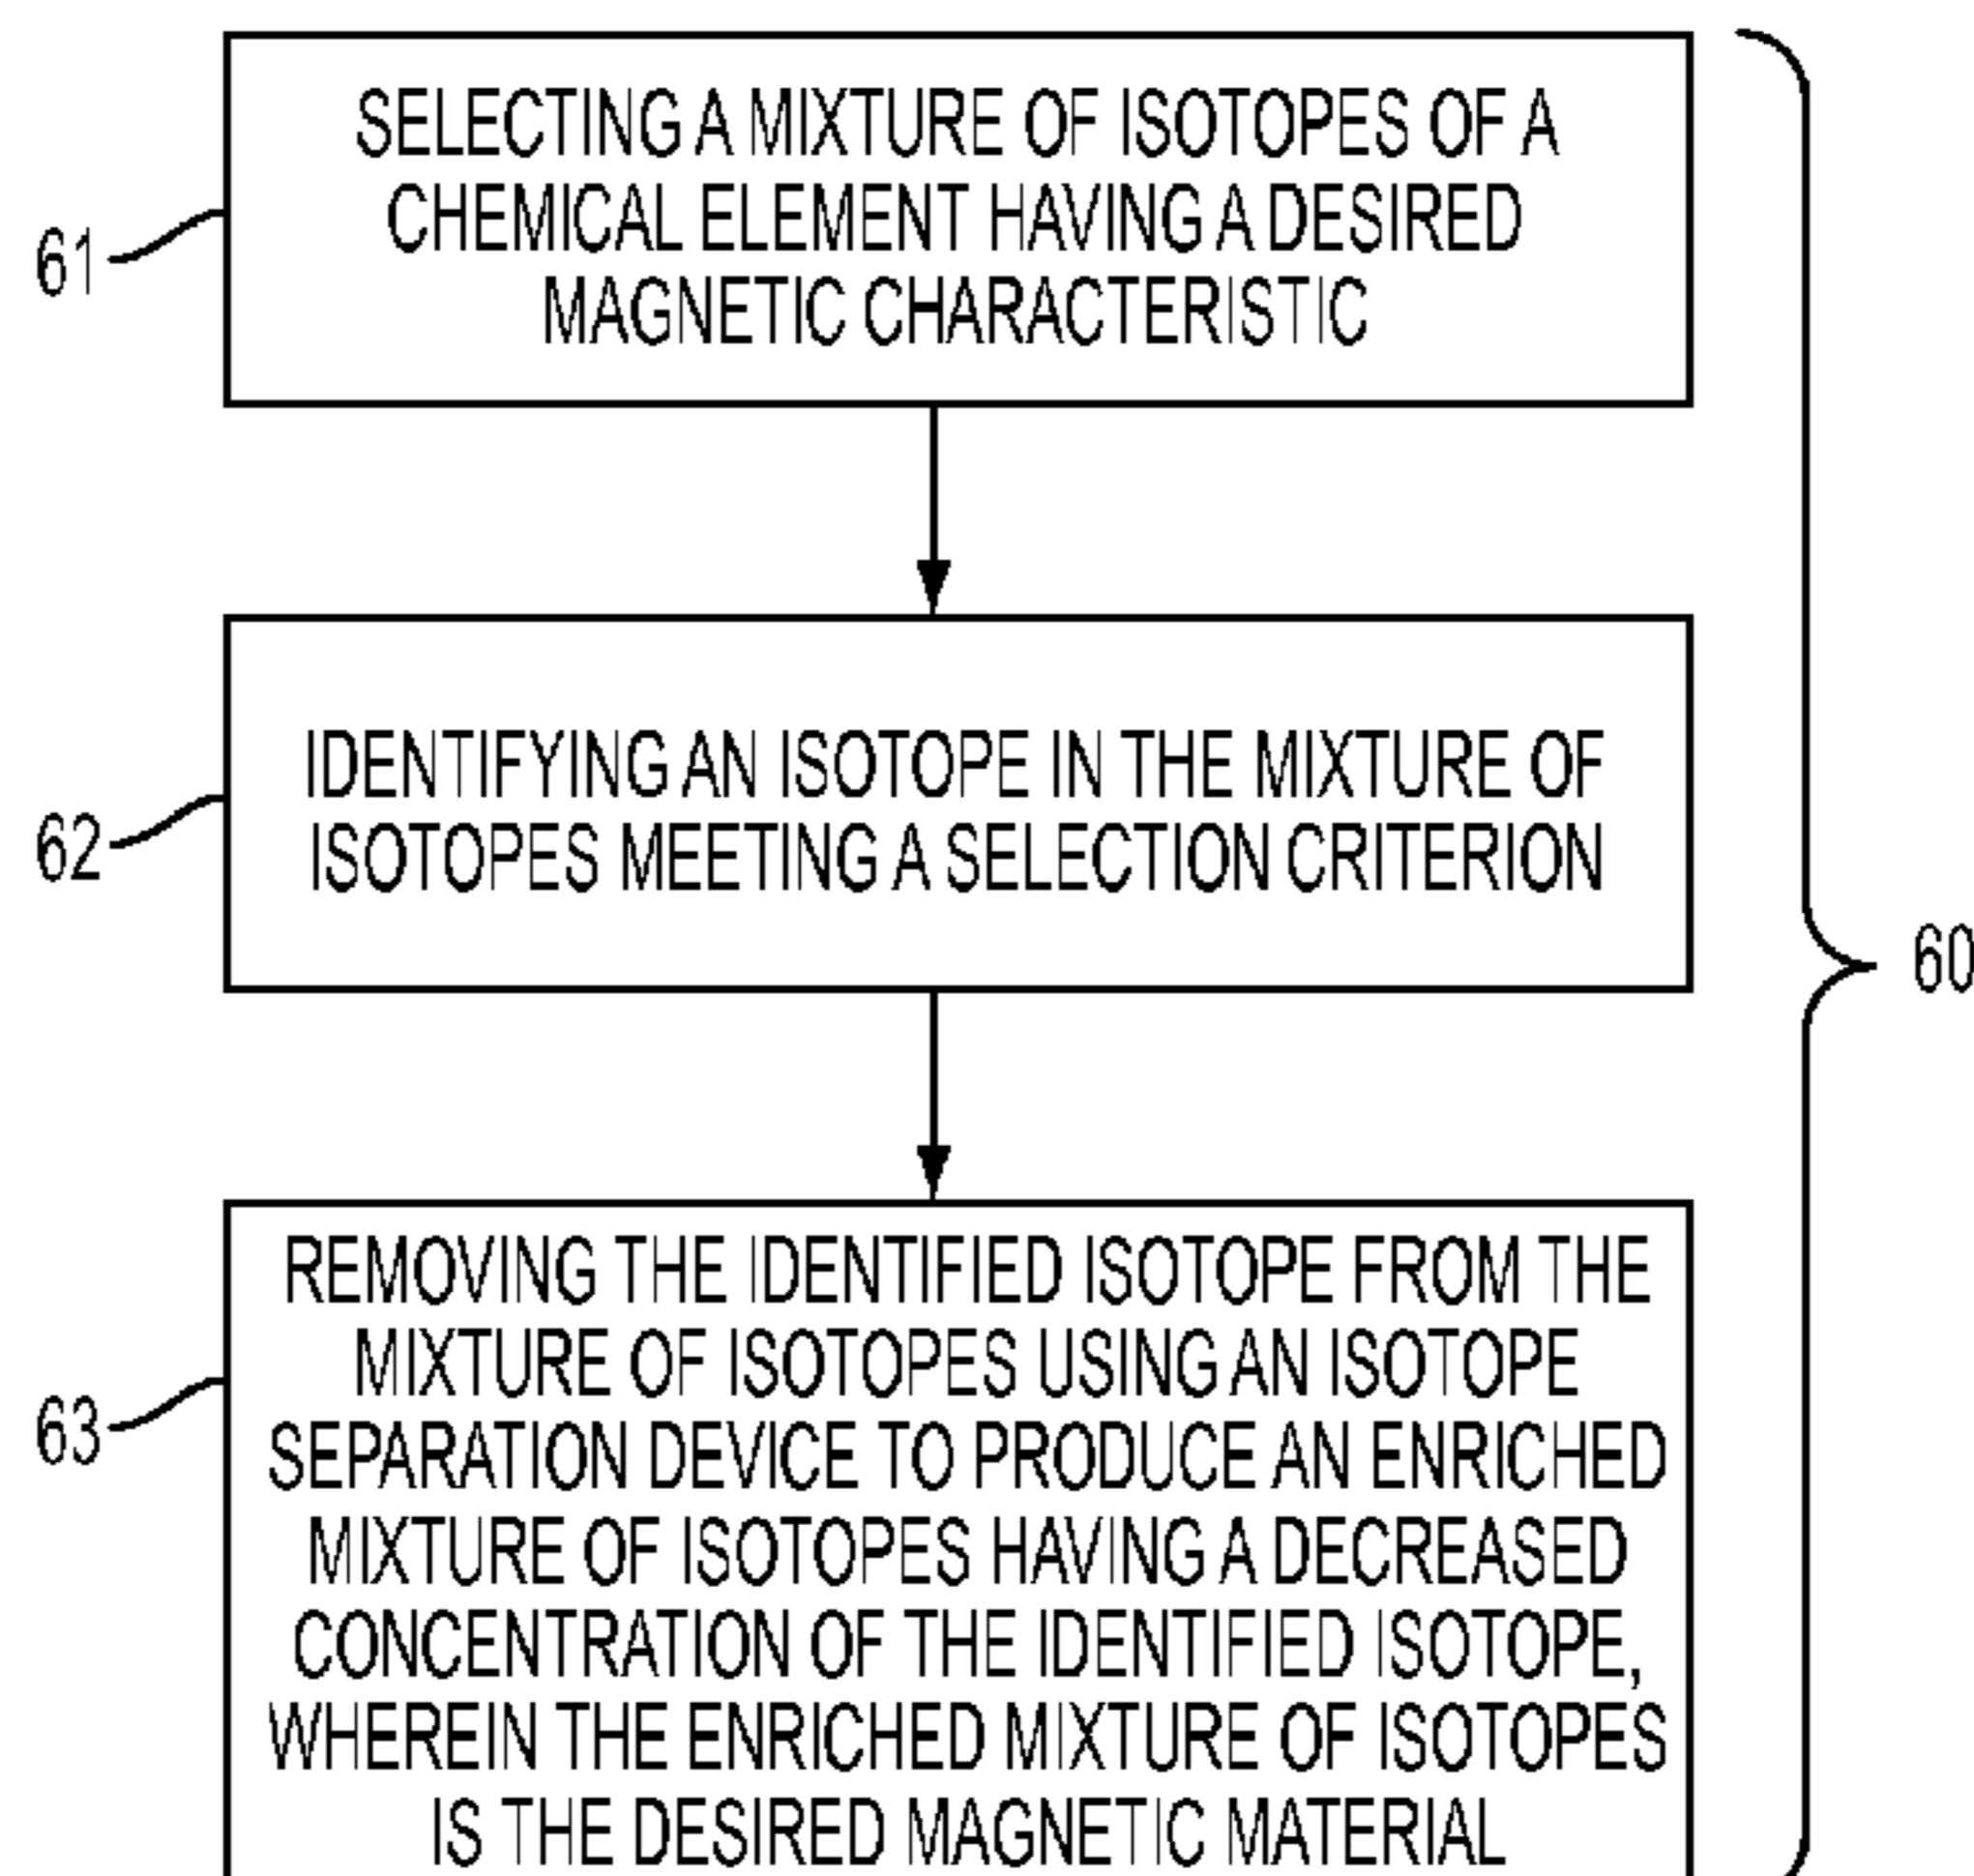 SELECTING A MIXTURE OF ISOTOPES OF A
CHEMICAL ELEMENT HAVING A DESIRED
MAGNETIC CHARACTERISTIC
61
IDENTIFYING AN ISOTOPE IN THE MIXTURE OF
ISOTOPES MEETING A SELECTION CRITERION
62
60
REMOVING THE IDENTIFIED ISOTOPE FROM THE
MIXTURE OF ISOTOPES USING AN ISOTOPE
SEPARATION DEVICE TO PRODUCE AN ENRICHED
MIXTURE OF ISOTOPES HAVING A DECREASED
CONCENTRATION OF THE IDENTIFIED ISOTOPE,
WHEREIN THE ENRICHED MIXTURE OF ISOTOPES
IS THE DESIRED MAGNETIC MATERIAL
63